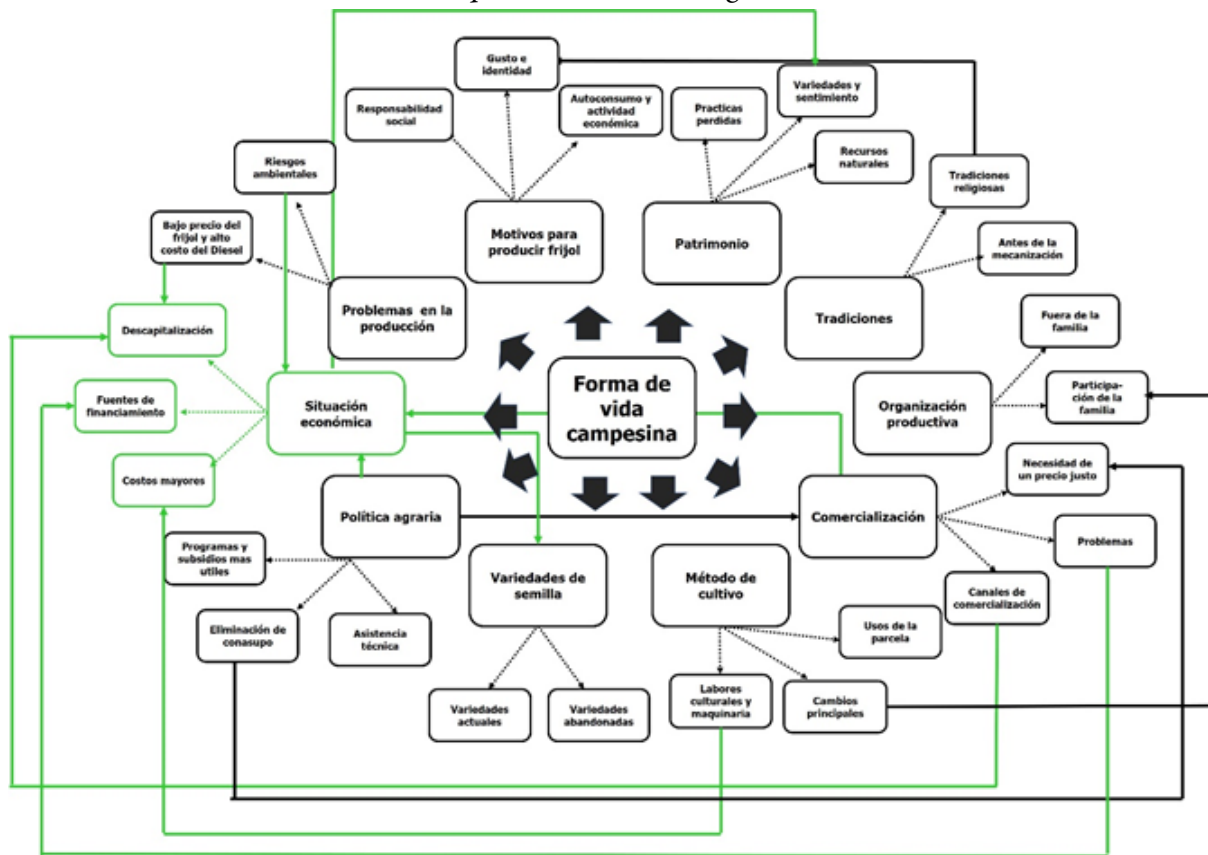 Gusto e
identidad
Responsabilidad
social
Autoconsumo y
actividad
económica
Practicas
perdidas
Variedades y
sentimiento
Recursos
naturales
Riesgos
ambientales
Tradiciones
religiosas
Bajo precio del
frijol y alto
costo del Diesel
Motivos para
producir frijol
Patrimonio
Antes de la
mecanización
Problemas en la
producción
Tradiciones
Descapitalización
Fuera de la
familia
Fuentes de
financiamiento
Situación
económica
Forma de
vida
campesina
Organización
productiva
Participa-
ción de la
familia
Costos mayores
Política agraria
Comercialización
Necesidad de
un precio justo
Problemas
Programas y
subsidios mas
utiles
Variedades de
semilla
Método de
cultivo
Canales de
comercialización
Eliminación de
conasupo
Asistencia
técnica
Usos de la
parcela
Variedades
actuales
Variedades
abandonadas
Labores
culturales y
maquinaria
Cambios
principales